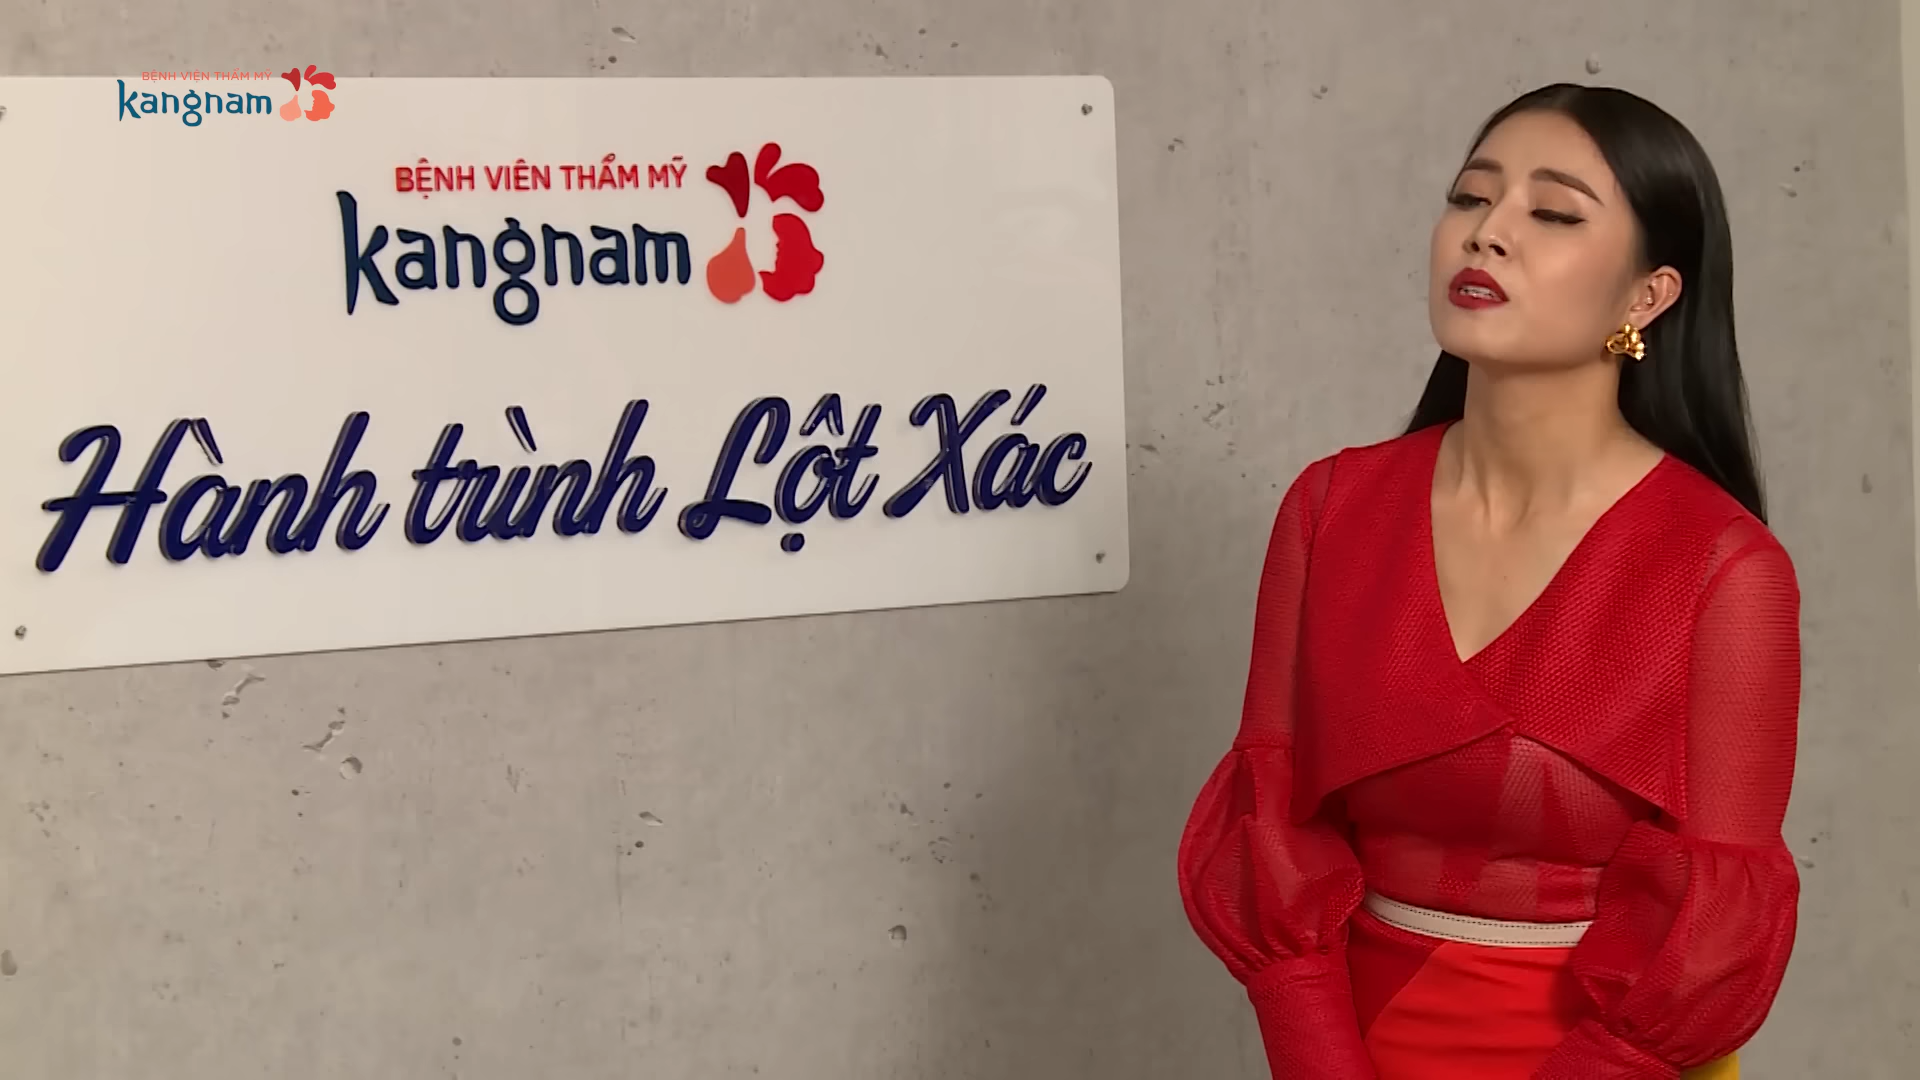 BỆNH VIỆN THẨM MỸ
kangnam
BỆNH VIỆN THẨM MỸ
kangnam
Hành trình Lột Xác